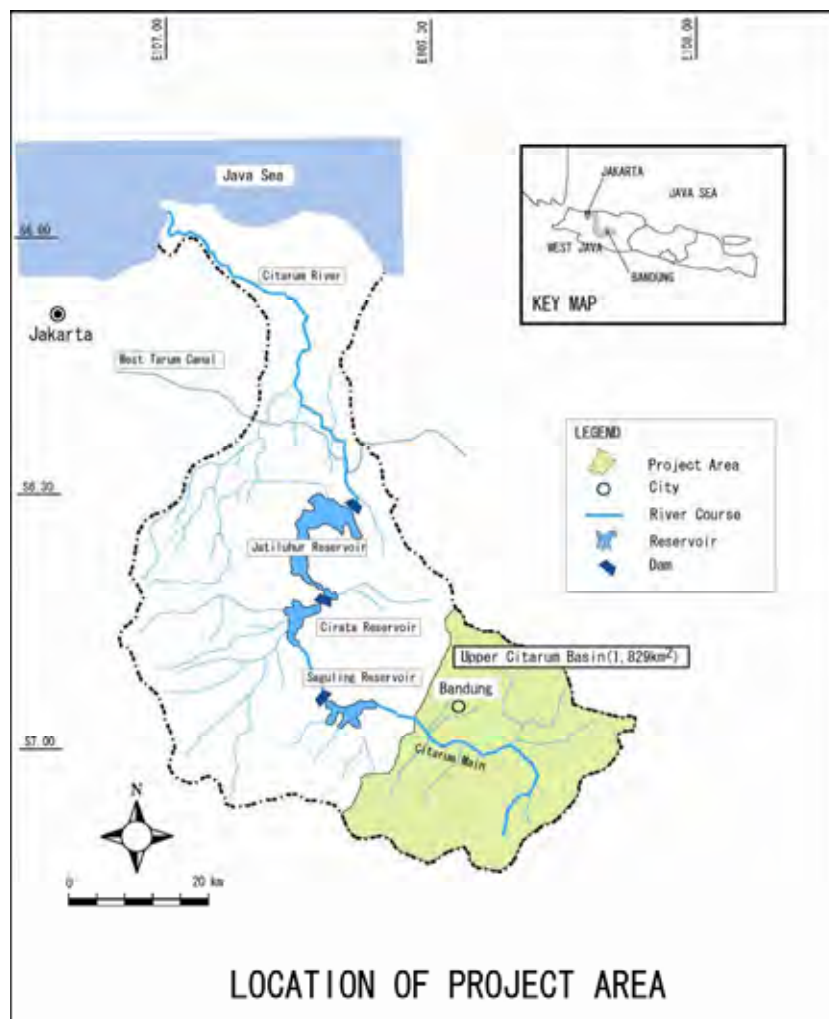 E107.00
E108.00
Java Sea
JAKARTA
JAVA SEA
WEST JAVA
BANDUNG
KEY MAP
S6.00
Citarum River
Jakarta
West Tarum Canal
LEGEND
Project Area
City
River Course
Reservoir
Dam
S6.30
Jatiluhur Reservoir
Cirata Reservoir
Upper Citarum Basin(1,829km²)
Saguling Reservoir
Bandung
S7.00
Citarum Main
N
0 20 km
LOCATION OF PROJECT AREA